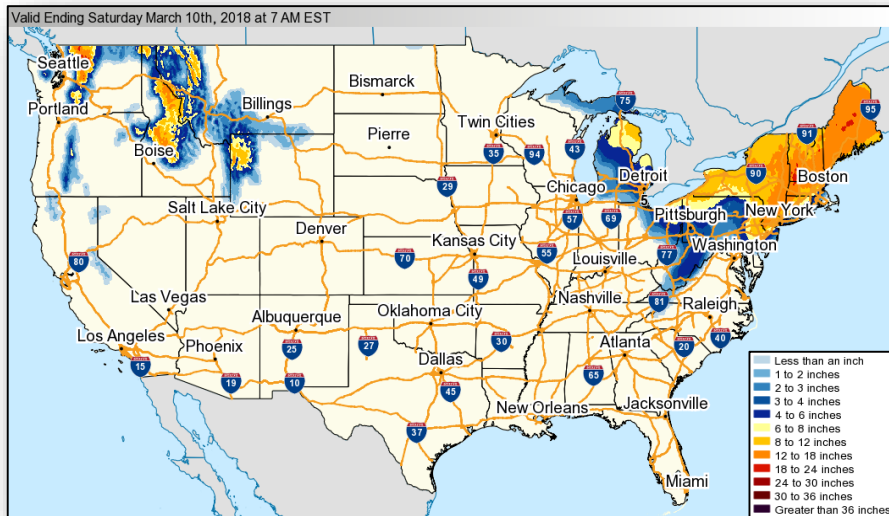 Valid Ending Saturday March 10th, 2018 at 7 AM EST
Seattle
Portland
Billings
Bismarck
Twin Cities
75
95
Pierre
91
Boise
35
94
43
90
Boston
Detroit
29
Chicago
Salt Lake City
57
69
Pittsburgh
New York
Denver
Kansas City
Washington
80
70
55
77
Louisville
49
Las Vegas
Nashville
81
Raleigh
Albuquerque
Oklahoma City
Los Angeles
Phoenix
25
27
30
Atlanta
20
40
15
Dallas
19
10
45
65
New Orleans
Jacksonville
37
Miami
Less than an inch
1 to 2 inches
2 to 3 inches
3 to 4 inches
4 to 6 inches
6 to 8 inches
8 to 12 inches
12 to 18 inches
18 to 24 inches
24 to 30 inches
30 to 36 inches
Greater than 36 inches